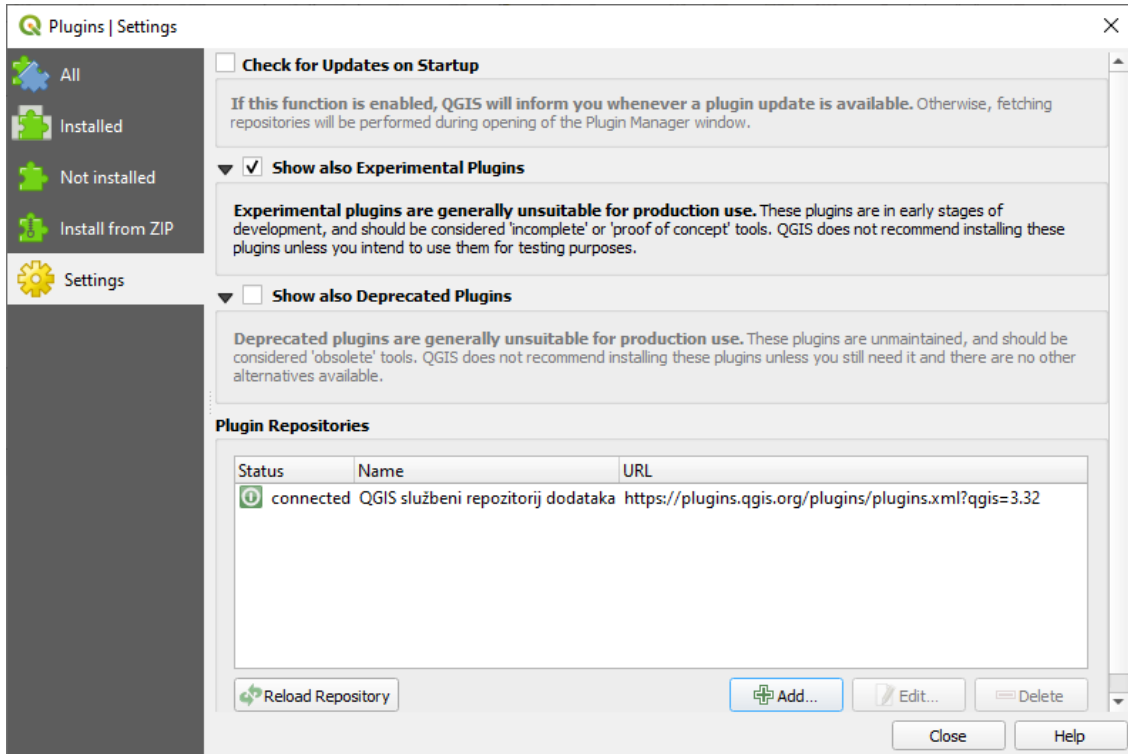 Plugins | Settings
All
Installed
Not installed
Install from ZIP
Settings
Check for Updates on Startup
If this function is enabled, QGIS will inform you whenever a plugin update is available. Otherwise, fetching
repositories will be performed during opening of the Plugin Manager window.
Show also Experimental Plugins
Experimental plugins are generally unsuitable for production use. These plugins are in early stages of
development, and should be considered 'incomplete' or 'proof of concept' tools. QGIS does not recommend installing these
plugins unless you intend to use them for testing purposes.
Show also Deprecated Plugins
Deprecated plugins are generally unsuitable for production use. These plugins are unmaintained, and should be
considered 'obsolete' tools. QGIS does not recommend installing these plugins unless you still need it and there are no other
alternatives available.
Plugin Repositories
Status Name URL
connected QGIS službeni repozitorij dodataka https://plugins.qgis.org/plugins/plugins.xml?qgis=3.32
Reload Repository Add... Edit... Delete
Close Help